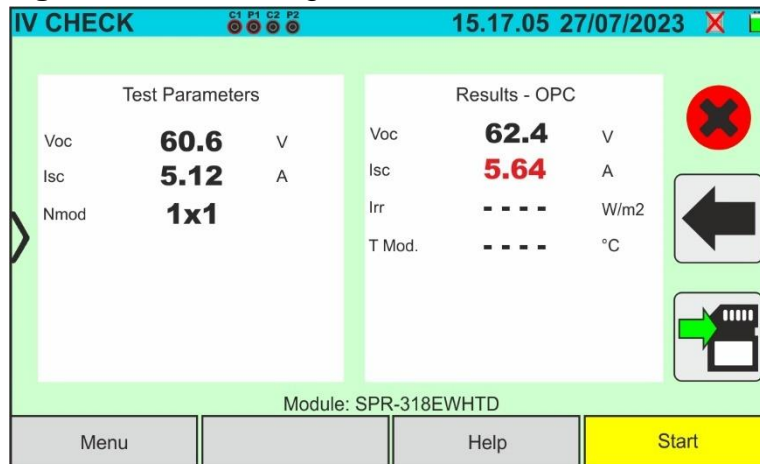 IV CHECK C1 P1 C2 P2 15.17.05 27/07/2023
Test Parameters
Voc 60.6 V
Isc 5.12 A
Nmod 1x1
Results - OPC
Voc 62.4 V
Isc 5.64 A
Irr - - - - W/m2
T Mod. - - - - °C
Module: SPR-318EWHTD
Menu Help Start